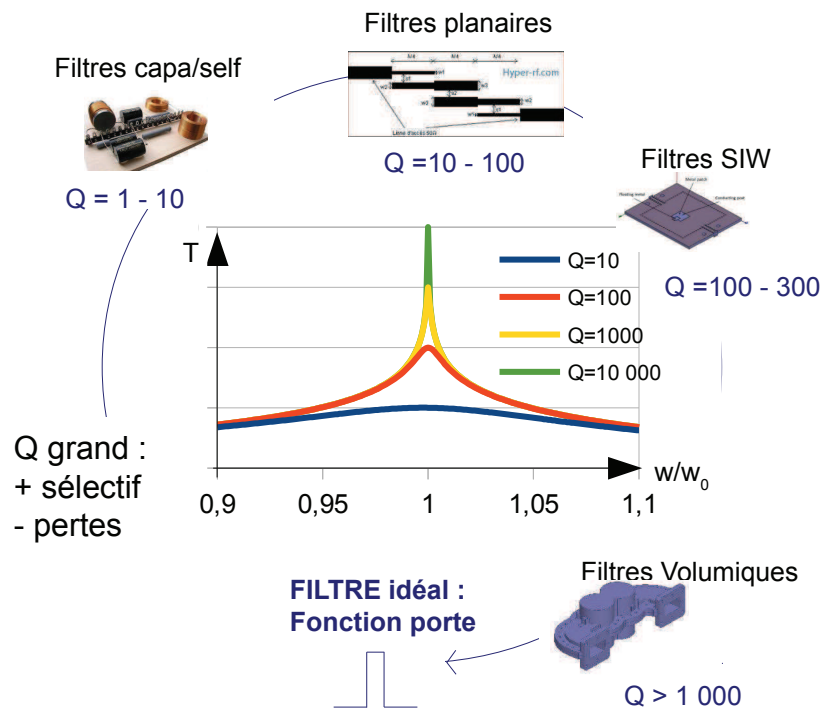 Filtres planaires
Filtres capa/self
Hyper-rf.com
Q =10 - 100
Filtres SIW
Q = 1 - 10
Q =100 - 300
T
Q=10
Q=100
Q=1000
Q=10 000
Q grand :
+ sélectif
- pertes
w/w0
0,9
0,95
1
1,05
1,1
FILTRE idéal :
Fonction porte
Filtres Volumiques
Q > 1 000